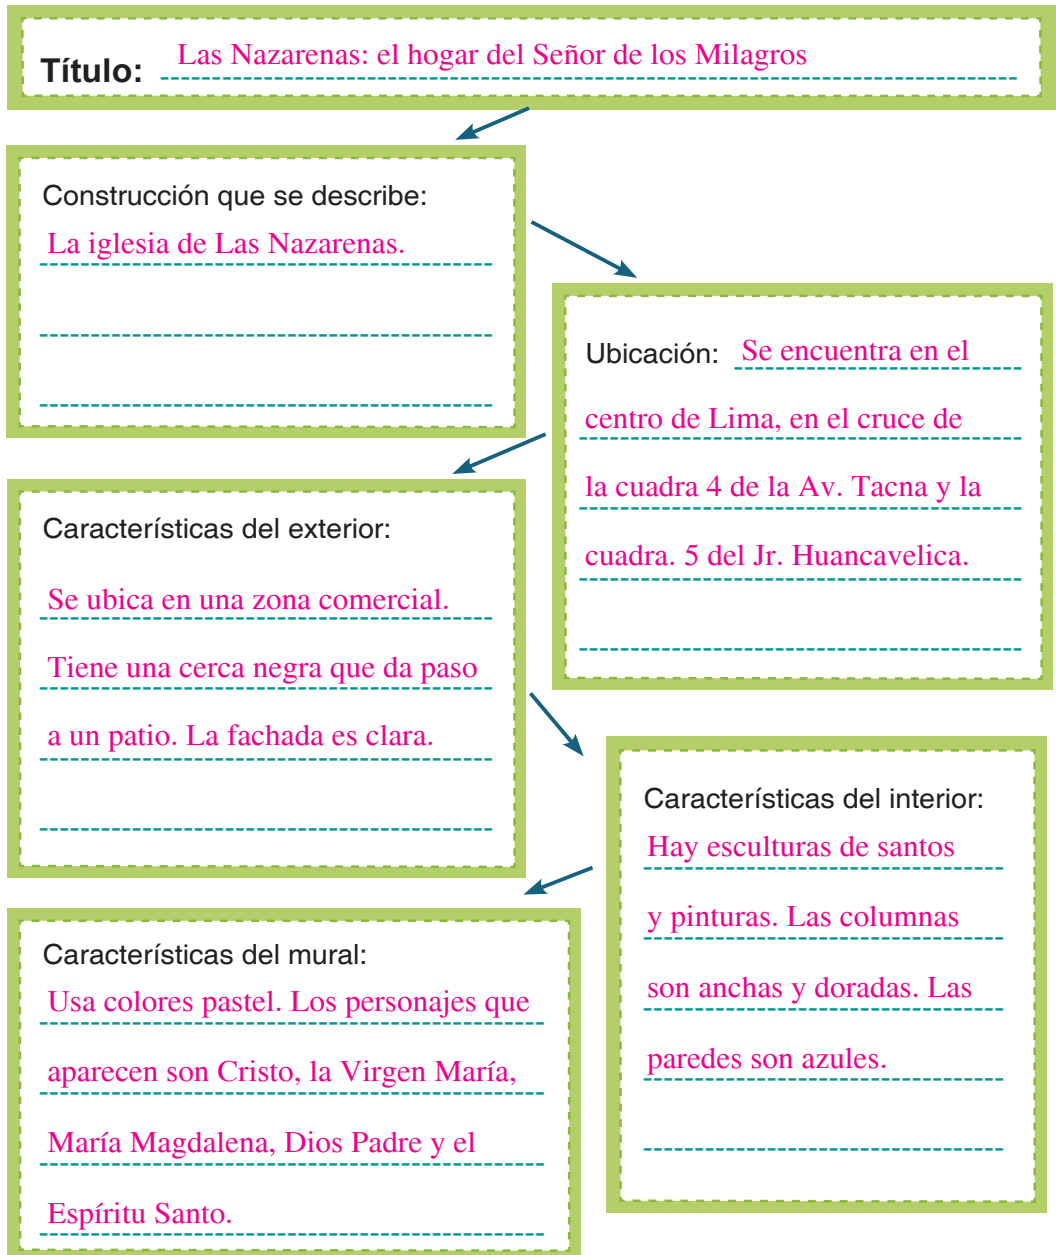 Título: Las Nazarenas: el hogar del Señor de los Milagros
Construcción que se describe:
La iglesia de Las Nazarenas.
Ubicación: Se encuentra en el
centro de Lima, en el cruce de
la cuadra 4 de la Av. Tacna y la
cuadra. 5 del Jr. Huancavelica.
Características del exterior:
Se ubica en una zona comercial.
Tiene una cerca negra que da paso
a un patio. La fachada es clara.
Características del interior:
Hay esculturas de santos
y pinturas. Las columnas
son anchas y doradas. Las
paredes son azules.
Características del mural:
Usa colores pastel. Los personajes que
aparecen son Cristo, la Virgen María,
María Magdalena, Dios Padre y el
Espíritu Santo.